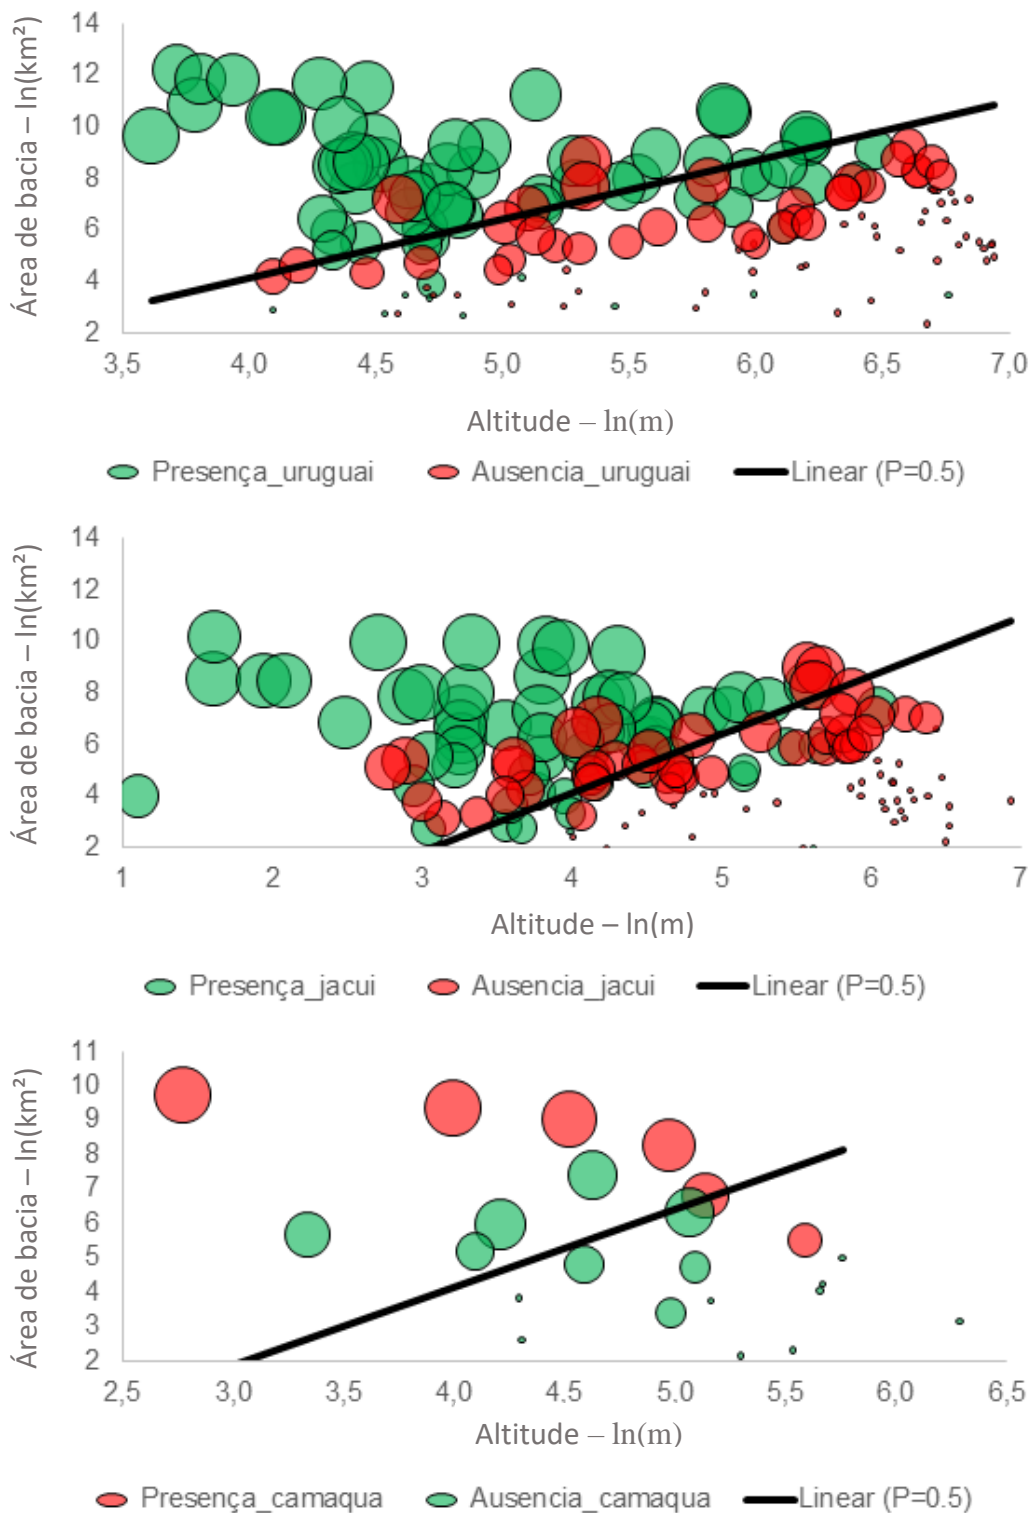 Área de bacia – ln(km²)
14
12
10
8
6
4
2
3,5 4,0 4,5 5,0 5,5 6,0 6,5 7,0
Altitude – ln(m)
Presença_uruguai Ausencia_uruguai Linear (P=0.5)
Área de bacia – ln(km²)
14
12
10
8
6
4
2
1 2 3 4 5 6 7
Altitude – ln(m)
Presença_jacui Ausencia_jacui Linear (P=0.5)
Área de bacia – ln(km²)
11
10
9
8
7
6
5
4
3
2
2,5 3,0 3,5 4,0 4,5 5,0 5,5 6,0 6,5
Altitude – ln(m)
Presença_camaqua Ausencia_camaqua Linear (P=0.5)